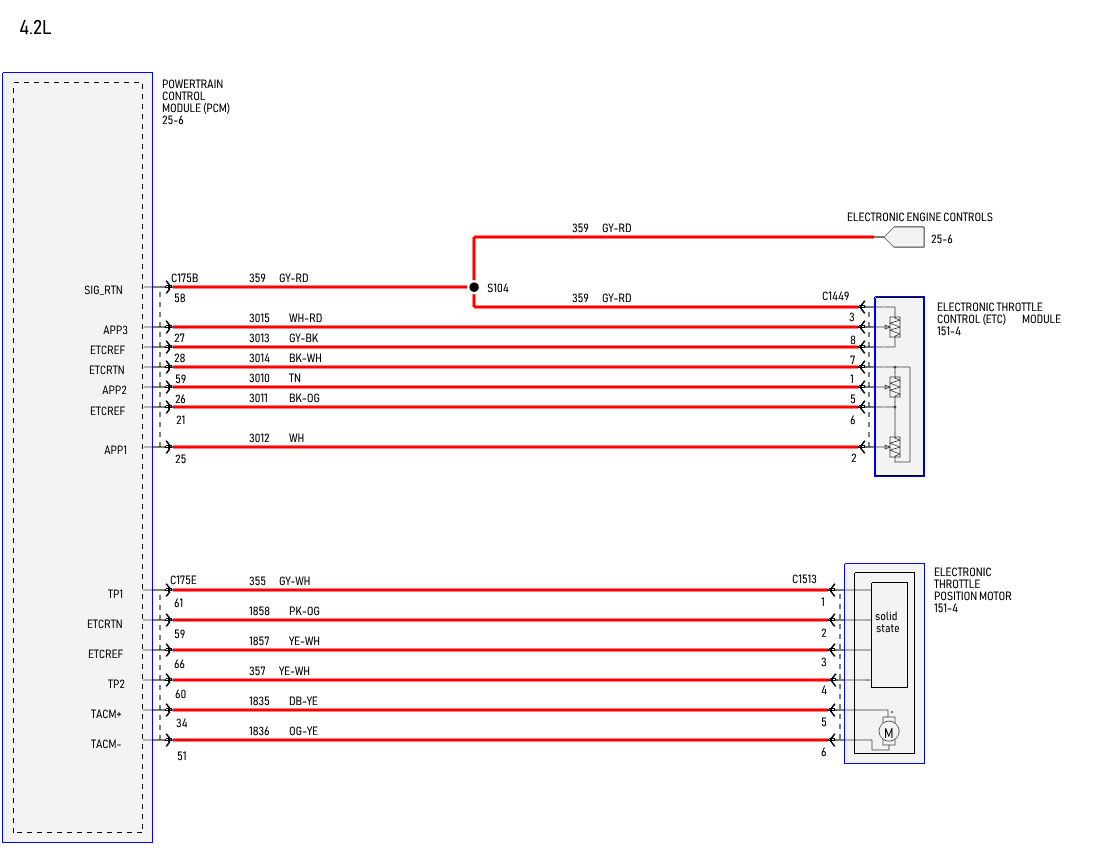 4.2L
POWERTRAIN
CONTROL
MODULE (PCM)
25-6
ELECTRONIC ENGINE CONTROLS
359 GY-RD
25-6
C175B
359 GY-RD
SIG_RTN
S104
58
359 GY-RD
C1449
ELECTRONIC THROTTLE
CONTROL (ETC) MODULE
151-4
3015 WH-RD
3
APP3
27
3013 GY-BK
8
ETCREF
28
3014 BK-WH
7
ETCRTN
59
3010 TN
1
APP2
26
3011 BK-OG
5
ETCREF
21
6
3012 WH
APP1
25
2
C175E
355 GY-WH
C1513
ELECTRONIC
THROTTLE
POSITION MOTOR
151-4
TP1
61
1
1858 PK-OG
solid
state
ETCRTN
59
2
1857 YE-WH
ETCREF
66
3
357 YE-WH
TP2
60
4
1835 DB-YE
TACM+
34
5
1836 OG-YE
M
TACM-
51
6